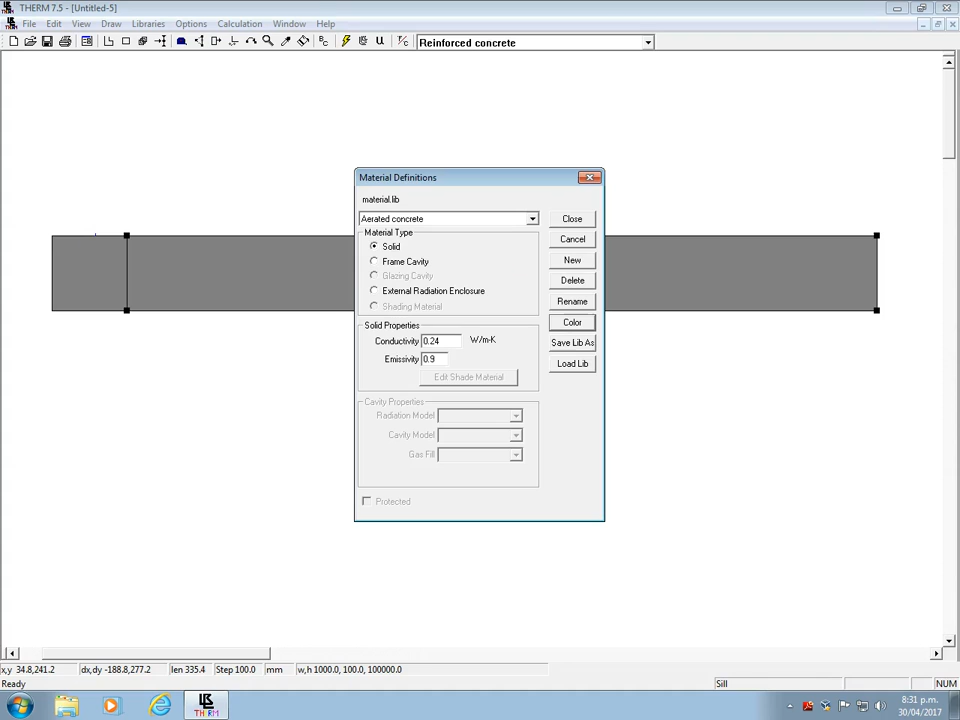 THERM 7.5 - [Untitled-5]
File Edit View Draw Libraries Options Calculation Window Help
Reinforced concrete
Material Definitions
material.lib
Aerated concrete
Close
Material Type
Solid
Cancel
Frame Cavity
New
Glazing Cavity
Delete
External Radiation Enclosure
Rename
Shading Material
Color
Solid Properties
Conductivity 0.24 W/m-K
Save Lib As
Emissivity 0.9
Load Lib
Edit Shade Material
Cavity Properties
Radiation Model
Cavity Model
Gas Fill
Protected
x,y 34.8,241.2 dx,dy -188.8,277.2 len 335.4 Step 100.0 mm w,h 1000.0, 100.0, 100000.0
Ready Sill NUM
THERM
8:31 p.m.
30/04/2017